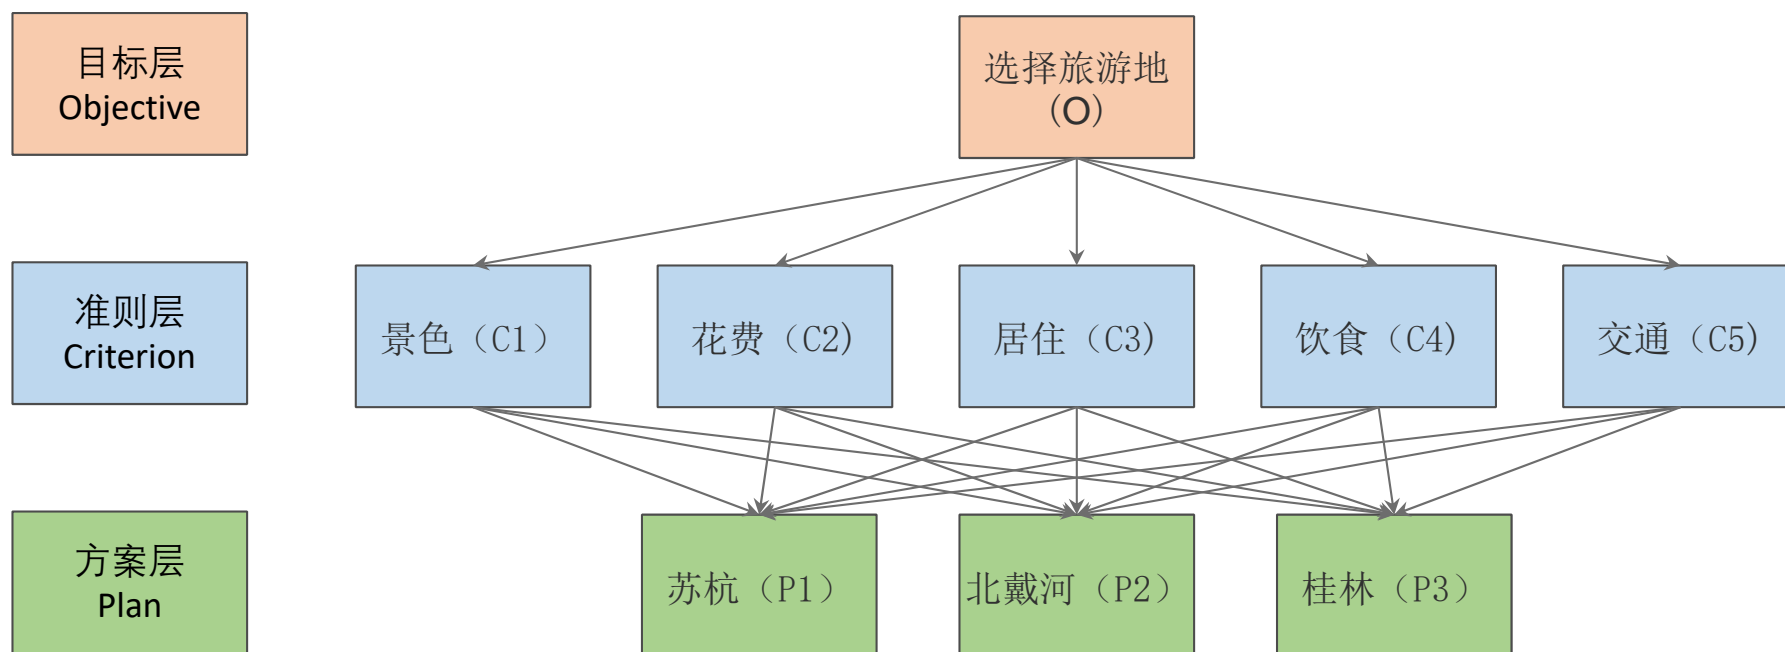 目标层
Objective
选择旅游地
(O)
准则层
Criterion
景色（C1）
花费（C2)
居住（C3)
饮食（C4)
交通（C5)
方案层
Plan
苏杭（P1）
北戴河（P2）
桂林（P3）